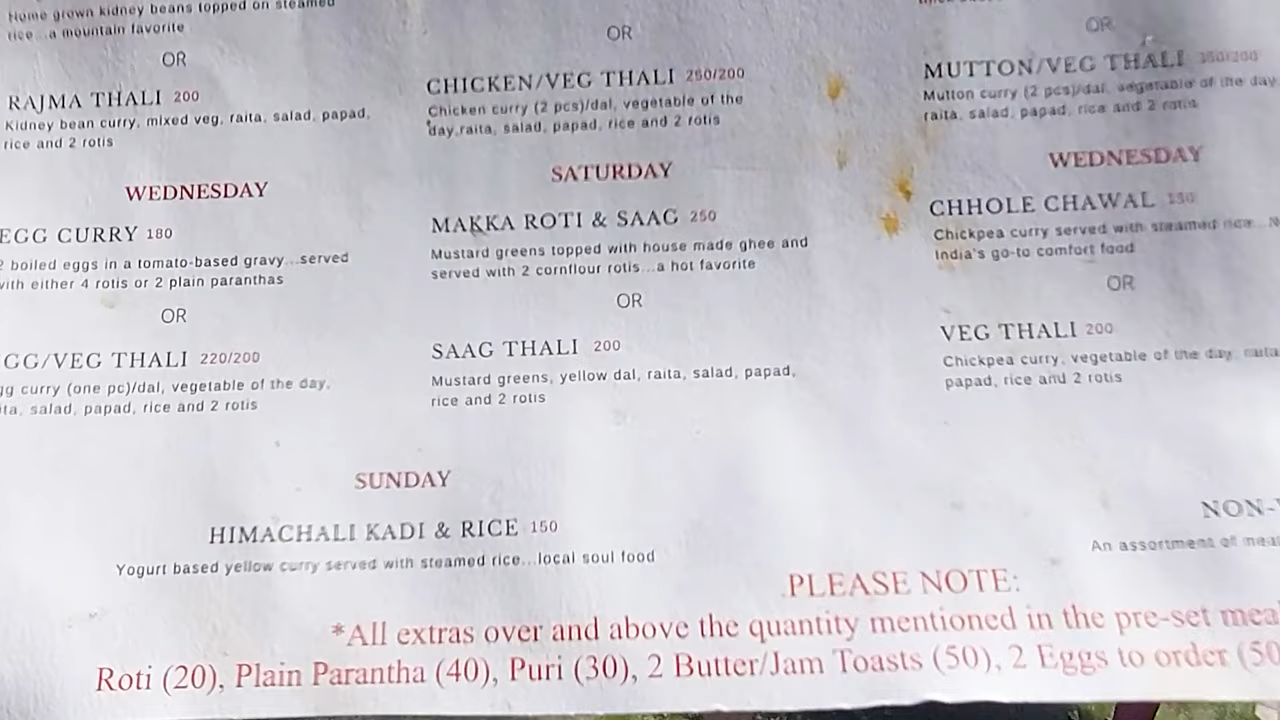 Home grown kidney beans topped on steamed
rice...a mountain favorite
OR
RAJMA THALI 200
Kidney bean curry, mixed veg, raita, salad, papad,
rice and 2 rotis
WEDNESDAY
EGG CURRY 180
2 boiled eggs in a tomato-based gravy...served
with either 4 rotis or 2 plain paranthas
OR
GG/VEG THALI 220/200
gg curry (one pc)/dal, vegetable of the day,
ita, salad, papad, rice and 2 rotis
OR
CHICKEN/VEG THALI 250/200
Chicken curry (2 pcs)/dal, vegetable of the
day,raita, salad, papad, rice and 2 rotis
SATURDAY
MAKKA ROTI & SAAG 250
Mustard greens topped with house made ghee and
served with 2 cornflour rotis...a hot favorite
OR
SAAG THALI 200
Mustard greens, yellow dal, raita, salad, papad,
rice and 2 rotis
OR
MUTTON/VEG THALI
Mutton curry (2 pcs)/dal, vegetable of the day
raita, salad, papad, rice and 2 rotis
WEDNESDAY
CHHOLE CHAWAL
Chickpea curry served with steamed rice...N
India's go-to comfort food
OR
VEG THALI 200
Chickpea curry, vegetable of the day, raita
papad, rice and 2 rotis
SUNDAY
HIMACHALI KADI & RICE 150
Yogurt based yellow curry served with steamed rice...local soul food
NON-
An assortment of mea
PLEASE NOTE:
*All extras over and above the quantity mentioned in the pre-set mea
Roti (20), Plain Parantha (40), Puri (30), 2 Butter/Jam Toasts (50), 2 Eggs to order (50